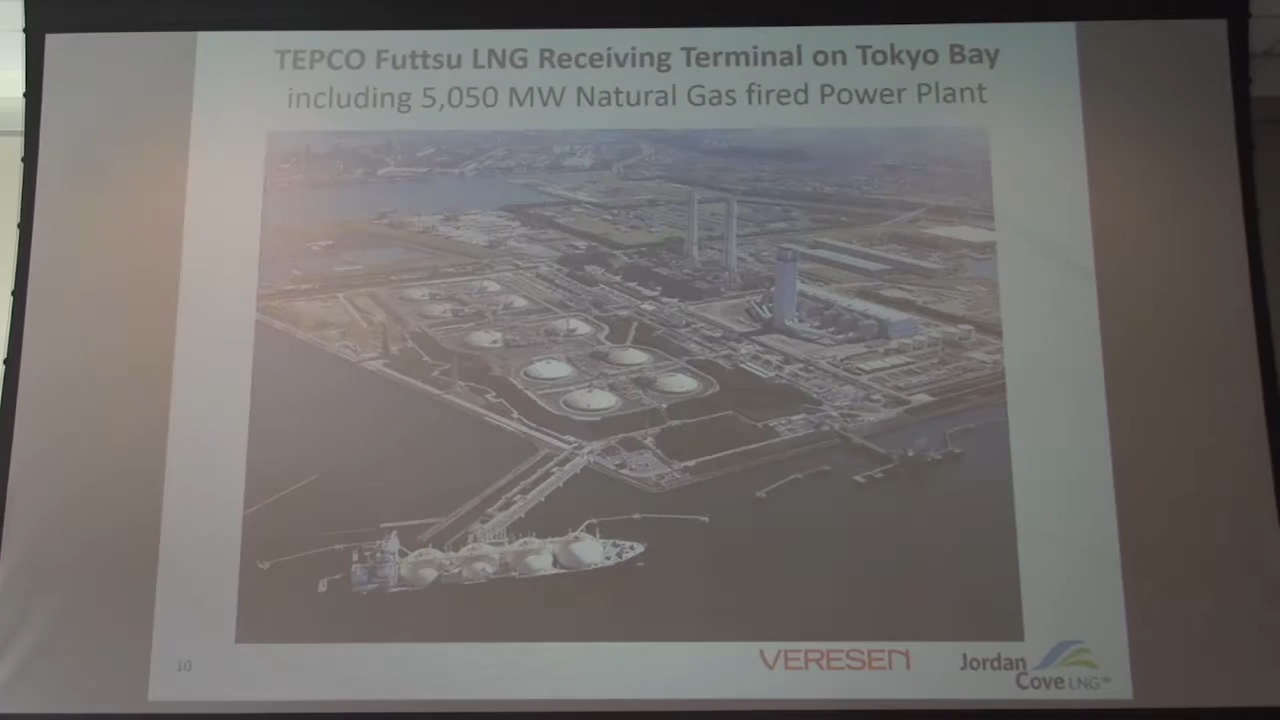 TEPCO Futtsu LNG Receiving Terminal on Tokyo Bay
including 5,050 MW Natural Gas fired Power Plant
10
VERESEN
Jordan
Cove LNG